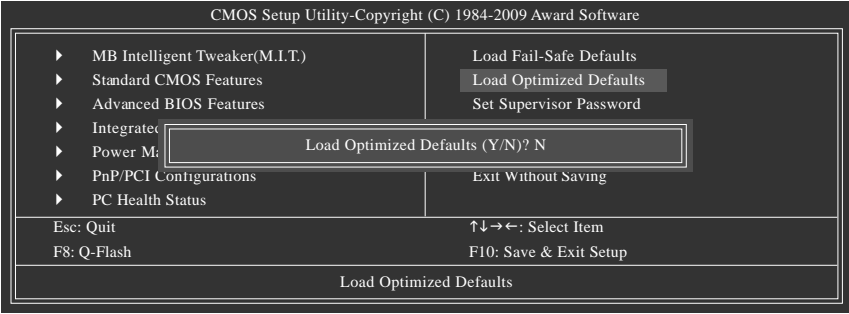 CMOS Setup Utility-Copyright (C) 1984-2009 Award Software
MB Intelligent Tweaker(M.I.T.)
Standard CMOS Features
Advanced BIOS Features
Power
PnP/PCI Configurations
PC Health Status
Load Fail-Safe Defaults
Load Optimized Defaults
Set Supervisor Password
Exit Without Saving
Load Optimized Defaults (Y/N)? N
Esc: Quit
↑↓→←: Select Item
F8: Q-Flash
F10: Save & Exit Setup
Load Optimized Defaults